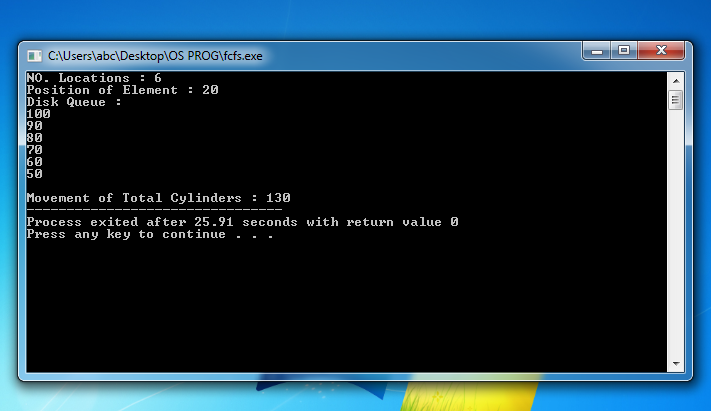 C:\Users\abc\Desktop\OS PROG\fcfs.exe
NO. Locations : 6
Position of Element : 20
Disk Queue :
100
90
80
70
60
50
Movement of Total Cylinders : 130
--------------------------------
Process exited after 25.91 seconds with return value 0
Press any key to continue . . .